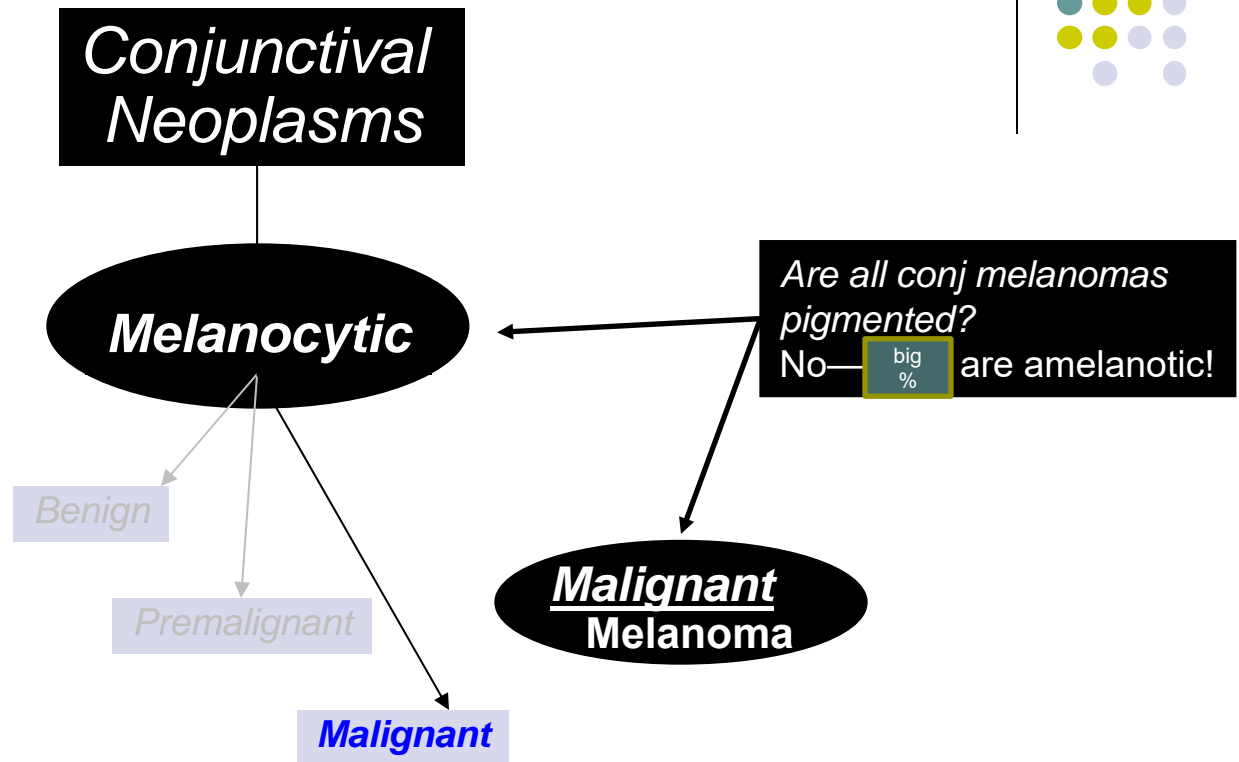 Conjunctival
Neoplasms
Melanocytic
Are all conj melanomas
pigmented?
No—big % are amelanotic!
Benign
Premalignant
Malignant
Melanoma
Malignant